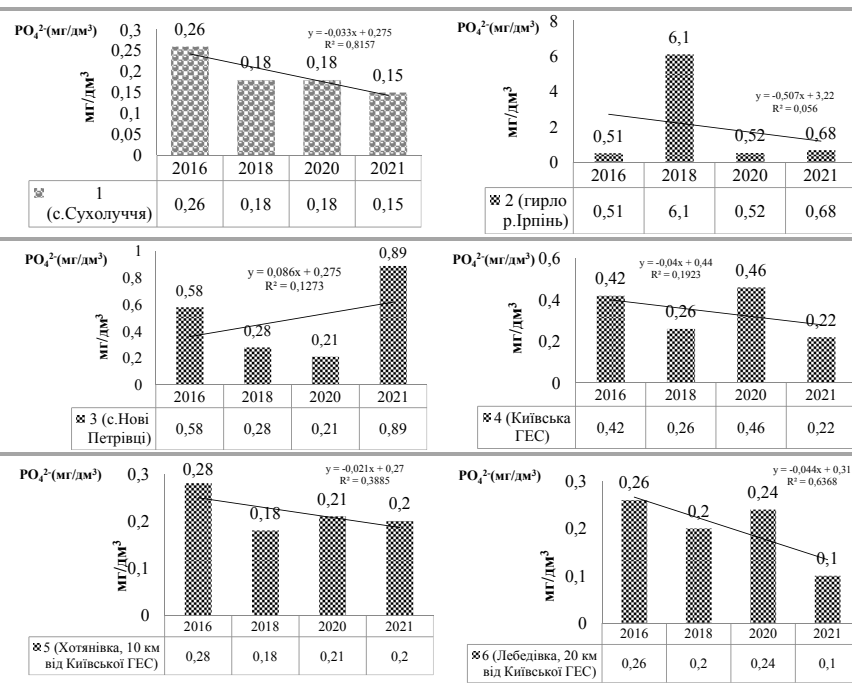 PO₄²⁻(мг/дм³)
мг/дм³
0,3
0,25
0,2
0,15
0,1
0,05
0
0,26
0,18
0,18
0,15
y = -0,033x + 0,275
R² = 0,8157
2016 2018 2020 2021
1
(с.Сухолуччя)
0,26 0,18 0,18 0,15
PO₄²⁻(мг/дм³)
мг/дм³
8
6
4
2
0
0,51
6,1
0,52
0,68
y = -0,507x + 3,22
R² = 0,056
2016 2018 2020 2021
2 (гирло
р.Ірпінь)
0,51 6,1 0,52 0,68
PO₄²⁻(мг/дм³)
мг/дм³
1
0,8
0,6
0,4
0,2
0
0,58
0,28
0,21
0,89
y = 0,086x + 0,275
R² = 0,1273
2016 2018 2020 2021
3 (с.Нові
Петрівці)
0,58 0,28 0,21 0,89
PO₄²⁻(мг/дм³)
мг/дм³
0,6
0,4
0,2
0
0,42
0,26
0,46
0,22
y = -0,04x + 0,44
R² = 0,1923
2016 2018 2020 2021
4 (Київська
ГЕС)
0,42 0,26 0,46 0,22
PO₄²⁻(мг/дм³)
мг/дм³
0,3
0,2
0,1
0
0,28
0,18
0,21
0,2
y = -0,021x + 0,27
R² = 0,3885
2016 2018 2020 2021
5 (Хотянівка, 10 км
від Київської ГЕС)
0,28 0,18 0,21 0,2
PO₄²⁻(мг/дм³)
мг/дм³
0,3
0,2
0,1
0
0,26
0,2
0,24
0,1
y = -0,044x + 0,31
R² = 0,6368
2016 2018 2020 2021
6 (Лебедівка, 20 км
від Київської ГЕС)
0,26 0,2 0,24 0,1